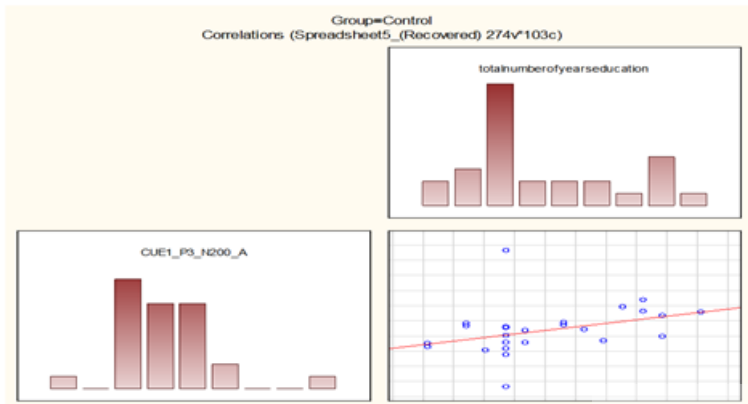 Group=Control
Correlations (Spreadsheet5_(Recovered) 274v*103c)
totalnumberofyearseducation
CUE1_P3_N200_A